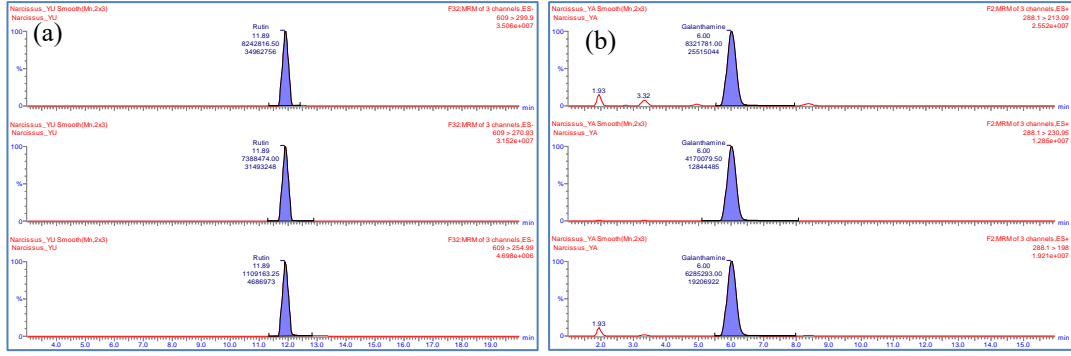 Narcissus_YU Smooth(Mn,2x3)
Narcissus_YU
F32:MRM of 3 channels,ES-
609 > 299.9
3.506e+007
(a)
Rutin
11.89
8242816.50
34962756
100
%
0
min
Narcissus_YU Smooth(Mn,2x3)
Narcissus_YU
F32:MRM of 3 channels,ES-
609 > 270.93
3.152e+007
Rutin
11.89
7388474.00
31493248
100
%
0
min
Narcissus_YU Smooth(Mn,2x3)
Narcissus_YU
F32:MRM of 3 channels,ES-
609 > 254.99
4.698e+006
Rutin
11.89
1109163.25
4686973
100
%
0
min
4.0 5.0 6.0 7.0 8.0 9.0 10.0 11.0 12.0 13.0 14.0 15.0 16.0 17.0 18.0 19.0
Narcissus_YA Smooth(Mn,2x3)
Narcissus_YA
F2:MRM of 3 channels,ES+
288.1 > 213.09
2.552e+007
(b)
Galanthamine
6.00
8321781.00
25515044
100
%
0
1.93
3.32
min
Narcissus_YA Smooth(Mn,2x3)
Narcissus_YA
F2:MRM of 3 channels,ES+
288.1 > 230.95
1.285e+007
Galanthamine
6.00
4170079.50
12844485
100
%
0
min
Narcissus_YA Smooth(Mn,2x3)
Narcissus_YA
F2:MRM of 3 channels,ES+
288.1 > 198
1.921e+007
Galanthamine
6.00
6285293.00
19206922
100
%
0
1.93
min
2.0 3.0 4.0 5.0 6.0 7.0 8.0 9.0 10.0 11.0 12.0 13.0 14.0 15.0